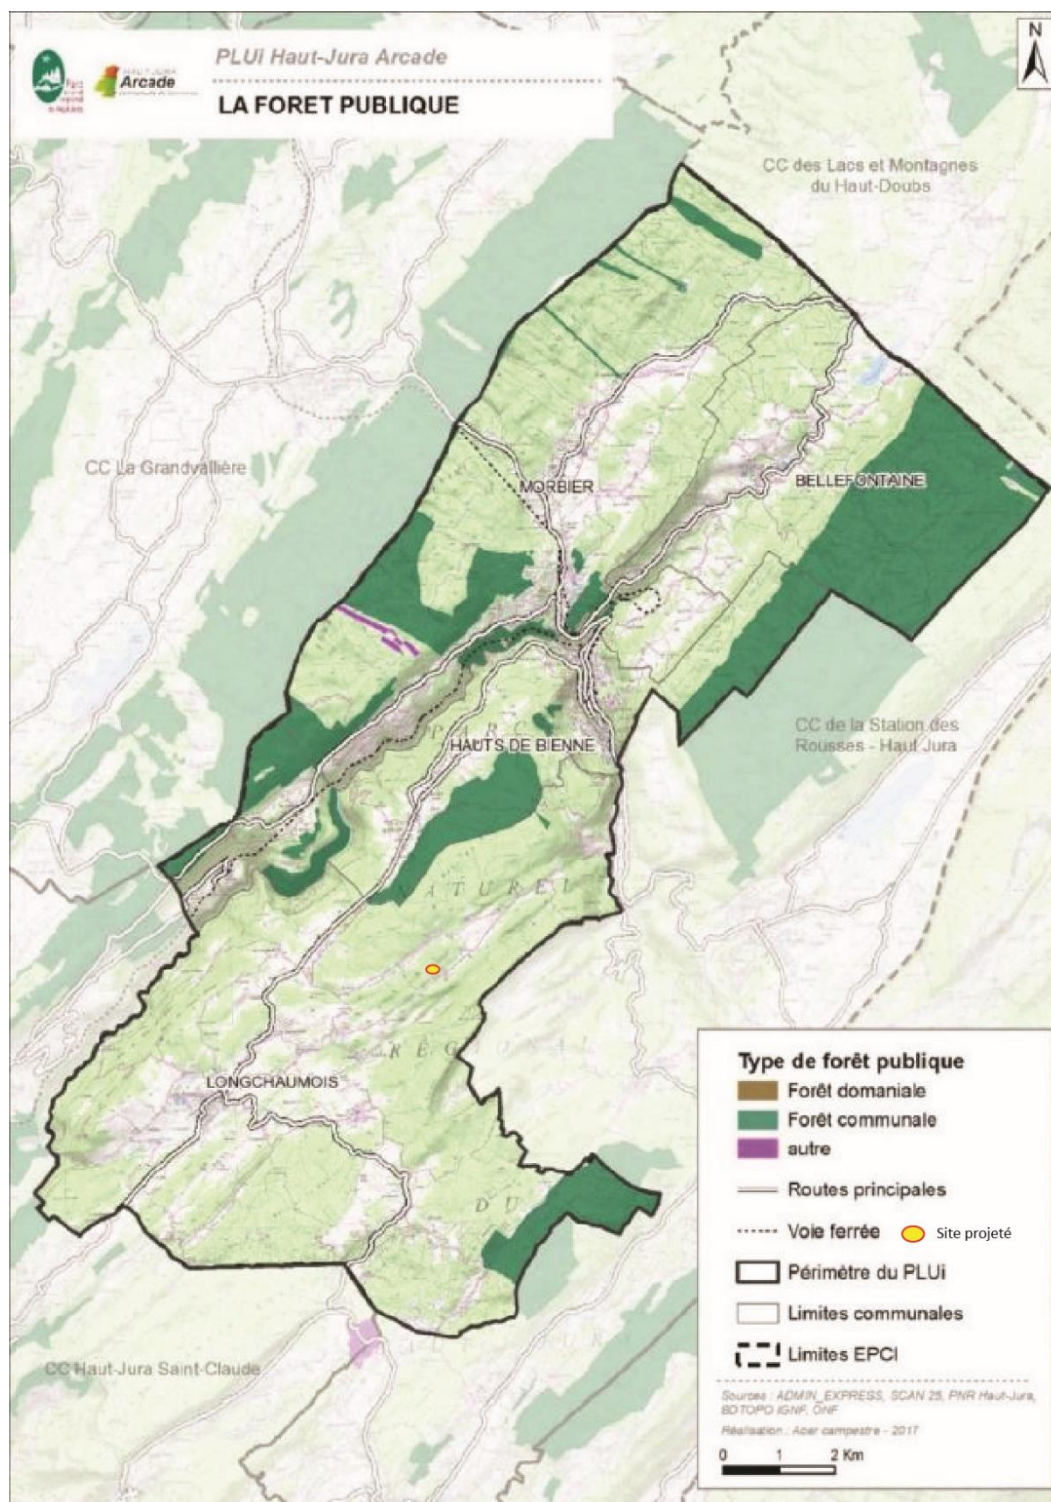 PLUi Haut-Jura Arcade
HAUT-JURA
Arcade
LA FORET PUBLIQUE
N
CC des Lacs et Montagnes
du Haut-Doubs
CC La Grandvallière
MORBIER
BELLEFONTAINE
CC de la Station des
Rousses - Haut Jura
PARC
HAUTS DE BIENNE
NATUREL
RÉGIONAL
LONGCHAUMOIS
DU
CC Haut-Jura Saint-Claude
Type de forêt publique
Forêt domaniale
Forêt communale
autre
Routes principales
Voie ferrée
Site projeté
Périmètre du PLUi
Limites communales
Limites EPCI
Sources : ADMIN_EXPRESS, SCAN 25, PNR Haut-Jura,
BDTOPO IGNF, ONF
Réalisation : Acer campestre - 2017
0 1 2 Km